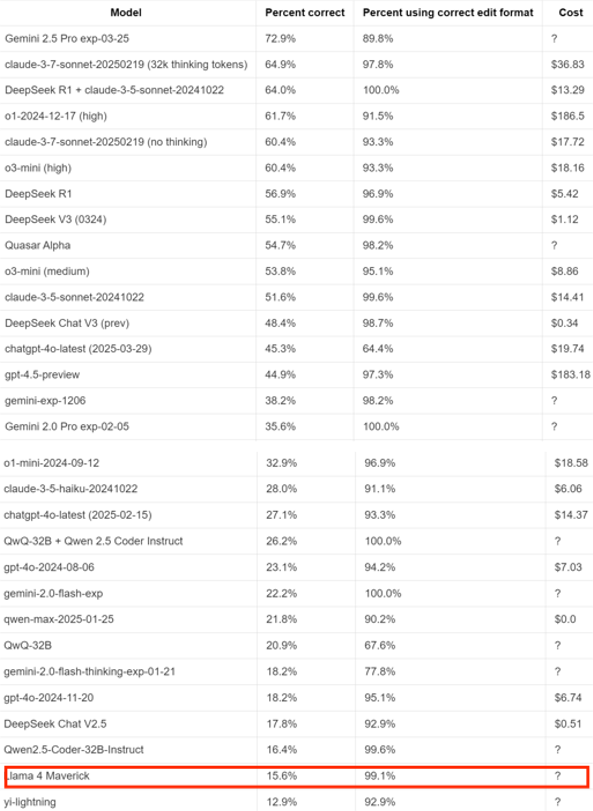 Model Percent correct Percent using correct edit format Cost
Gemini 2.5 Pro exp-03-25 72.9% 89.8% ?
claude-3-7-sonnet-20250219 (32k thinking tokens) 64.9% 97.8% $36.83
DeepSeek R1 + claude-3-5-sonnet-20241022 64.0% 100.0% $13.29
o1-2024-12-17 (high) 61.7% 91.5% $186.5
claude-3-7-sonnet-20250219 (no thinking) 60.4% 93.3% $17.72
o3-mini (high) 60.4% 93.3% $18.16
DeepSeek R1 56.9% 96.9% $5.42
DeepSeek V3 (0324) 55.1% 99.6% $1.12
Quasar Alpha 54.7% 98.2% ?
o3-mini (medium) 53.8% 95.1% $8.86
claude-3-5-sonnet-20241022 51.6% 99.6% $14.41
DeepSeek Chat V3 (prev) 48.4% 98.7% $0.34
chatgpt-4o-latest (2025-03-29) 45.3% 64.4% $19.74
gpt-4.5-preview 44.9% 97.3% $183.18
gemini-exp-1206 38.2% 98.2% ?
Gemini 2.0 Pro exp-02-05 35.6% 100.0% ?
o1-mini-2024-09-12 32.9% 96.9% $18.58
claude-3-5-haiku-20241022 28.0% 91.1% $6.06
chatgpt-4o-latest (2025-02-15) 27.1% 93.3% $14.37
QwQ-32B + Qwen 2.5 Coder Instruct 26.2% 100.0% ?
gpt-4o-2024-08-06 23.1% 94.2% $7.03
gemini-2.0-flash-exp 22.2% 100.0% ?
qwen-max-2025-01-25 21.8% 90.2% $0.0
QwQ-32B 20.9% 67.6% ?
gemini-2.0-flash-thinking-exp-01-21 18.2% 77.8% ?
gpt-4o-2024-11-20 18.2% 95.1% $6.74
DeepSeek Chat V2.5 17.8% 92.9% $0.51
Qwen2.5-Coder-32B-Instruct 16.4% 99.6% ?
Llama 4 Maverick 15.6% 99.1% ?
yi-lightning 12.9% 92.9% ?